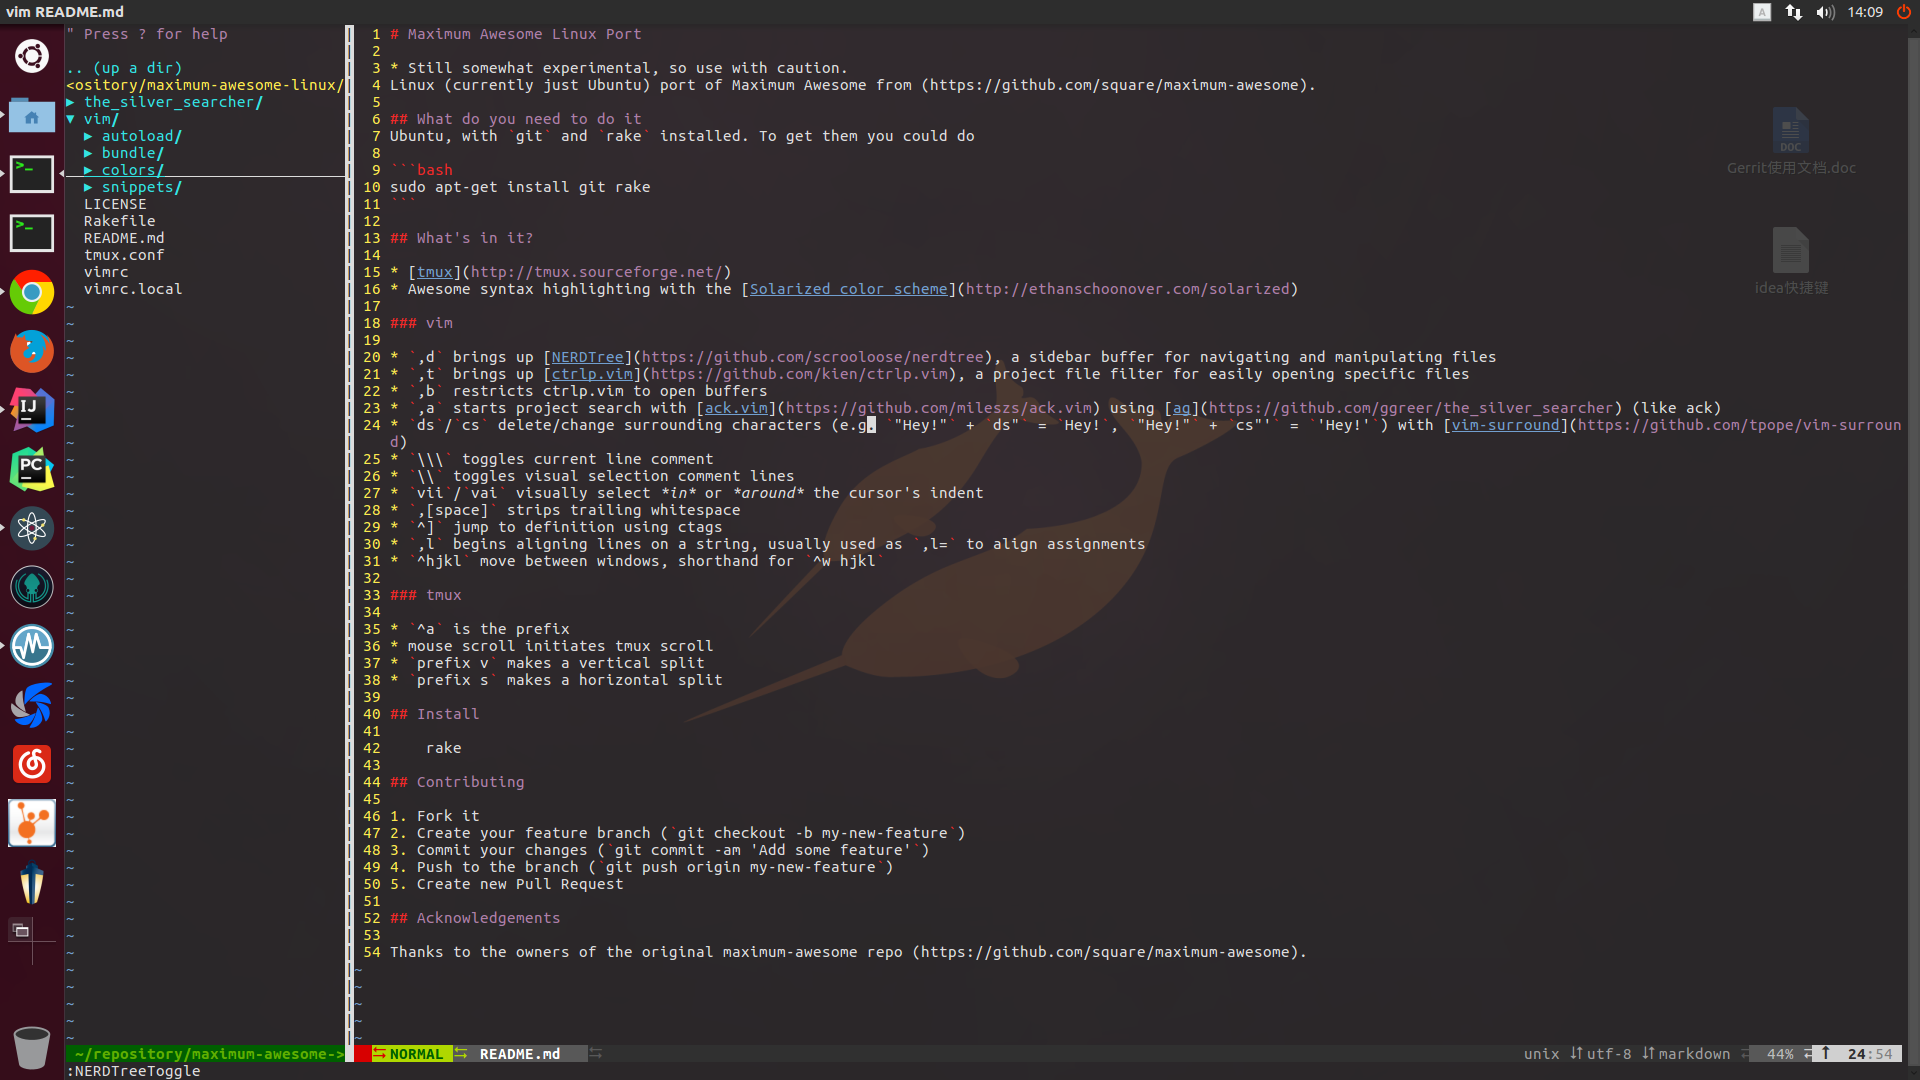 vim README.md
A
14:09
" Press ? for help
.. (up a dir)
<ository/maximum-awesome-linux/
▶ the_silver_searcher/
▼ vim/
▶ autoload/
▶ bundle/
▶ colors/
▶ snippets/
LICENSE
Rakefile
README.md
tmux.conf
vimrc
vimrc.local
1 # Maximum Awesome Linux Port
2
3 * Still somewhat experimental, so use with caution.
4 Linux (currently just Ubuntu) port of Maximum Awesome from (https://github.com/square/maximum-awesome).
5
6 ## What do you need to do it
7 Ubuntu, with `git` and `rake` installed. To get them you could do
8
9 ```bash
10 sudo apt-get install git rake
11 ```
12
13 ## What's in it?
14
15 * [tmux](http://tmux.sourceforge.net/)
16 * Awesome syntax highlighting with the [Solarized color scheme](http://ethanschoonover.com/solarized)
17
18 ### vim
19
20 * `,d` brings up [NERDTree](https://github.com/scrooloose/nerdtree), a sidebar buffer for navigating and manipulating files
21 * `,t` brings up [ctrlp.vim](https://github.com/kien/ctrlp.vim), a project file filter for easily opening specific files
22 * `,b` restricts ctrlp.vim to open buffers
23 * `,a` starts project search with [ack.vim](https://github.com/mileszs/ack.vim) using [ag](https://github.com/ggreer/the_silver_searcher) (like ack)
24 * `ds`/`cs` delete/change surrounding characters (e.g. `"Hey!"` + `ds"` = `Hey!`, `"Hey!"` + `cs"'` = `'Hey!'`) with [vim-surround](https://github.com/tpope/vim-surroun
d)
25 * `\\\` toggles current line comment
26 * `\\` toggles visual selection comment lines
27 * `vii`/`vai` visually select *in* or *around* the cursor's indent
28 * `,[space]` strips trailing whitespace
29 * `^]` jump to definition using ctags
30 * `,l` begins aligning lines on a string, usually used as `,l=` to align assignments
31 * `^hjkl` move between windows, shorthand for `^w hjkl`
32
33 ### tmux
34
35 * `^a` is the prefix
36 * mouse scroll initiates tmux scroll
37 * `prefix v` makes a vertical split
38 * `prefix s` makes a horizontal split
39
40 ## Install
41
42 rake
43
44 ## Contributing
45
46 1. Fork it
47 2. Create your feature branch (`git checkout -b my-new-feature`)
48 3. Commit your changes (`git commit -am 'Add some feature'`)
49 4. Push to the branch (`git push origin my-new-feature`)
50 5. Create new Pull Request
51
52 ## Acknowledgements
53
54 Thanks to the owners of the original maximum-awesome repo (https://github.com/square/maximum-awesome).
DOC
Gerrit使用文档.doc
idea快捷键
IJ
PC
~/repository/maximum-awesome->
NORMAL README.md
unix utf-8 markdown 44% 24:54
:NERDTreeToggle